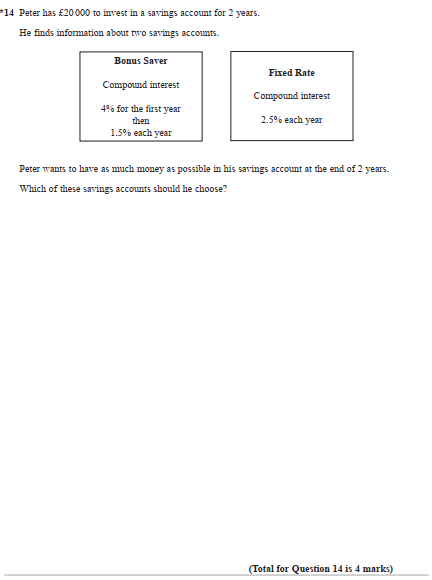 *14 Peter has £20 000 to invest in a savings account for 2 years.
He finds information about two savings accounts.
Bonus Saver
Compound interest
4% for the first year
then
1.5% each year
Fixed Rate
Compound interest
2.5% each year
Peter wants to have as much money as possible in his savings account at the end of 2 years.
Which of these savings accounts should he choose?
(Total for Question 14 is 4 marks)